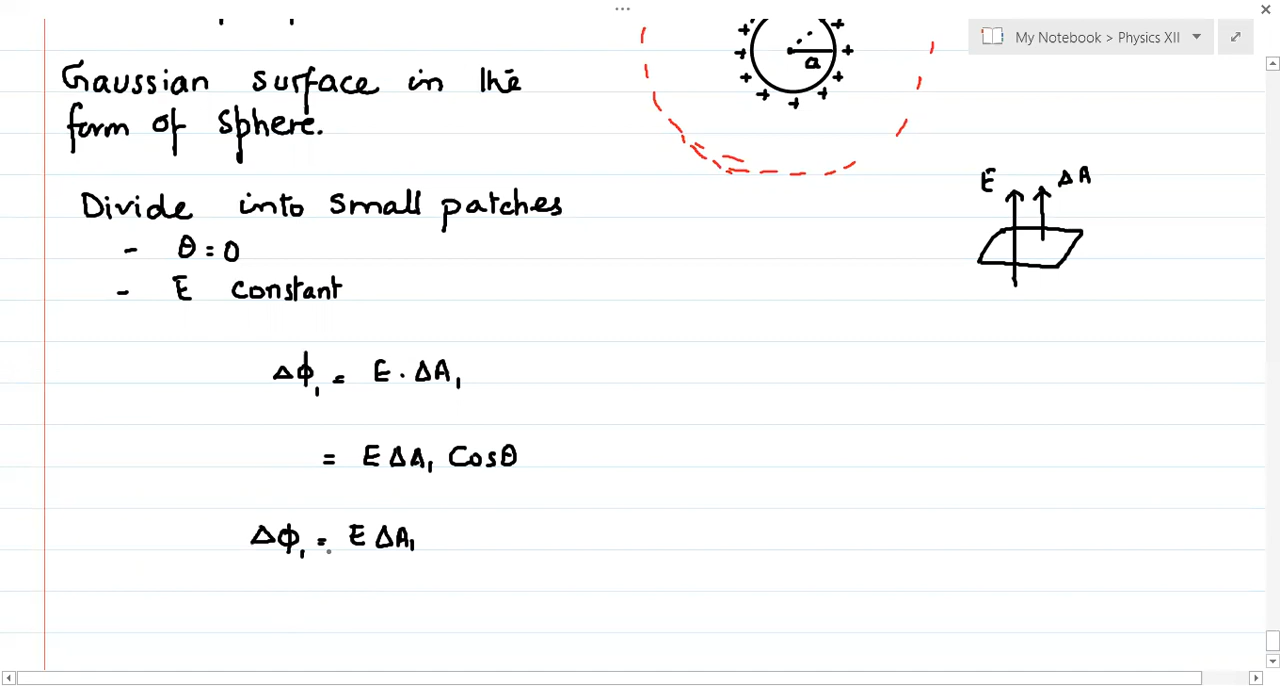 My Notebook > Physics XII
a
Gaussian surface in the
form of sphere.
E ΔA
Divide into small patches
- θ = 0
- E constant
Δϕ₁ = E . ΔA₁
= E ΔA₁ Cosθ
Δϕ₁ = E ΔA₁